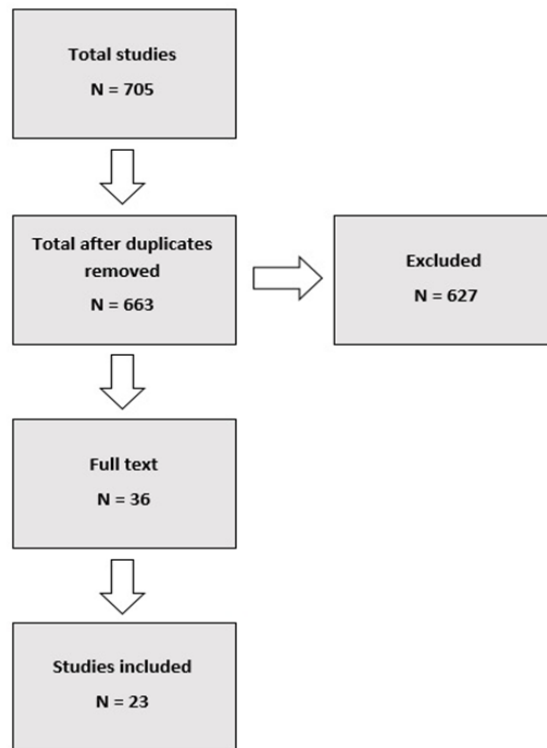 Total studies
N = 705
Total after duplicates
removed
N = 663
Excluded
N = 627
Full text
N = 36
Studies included
N = 23